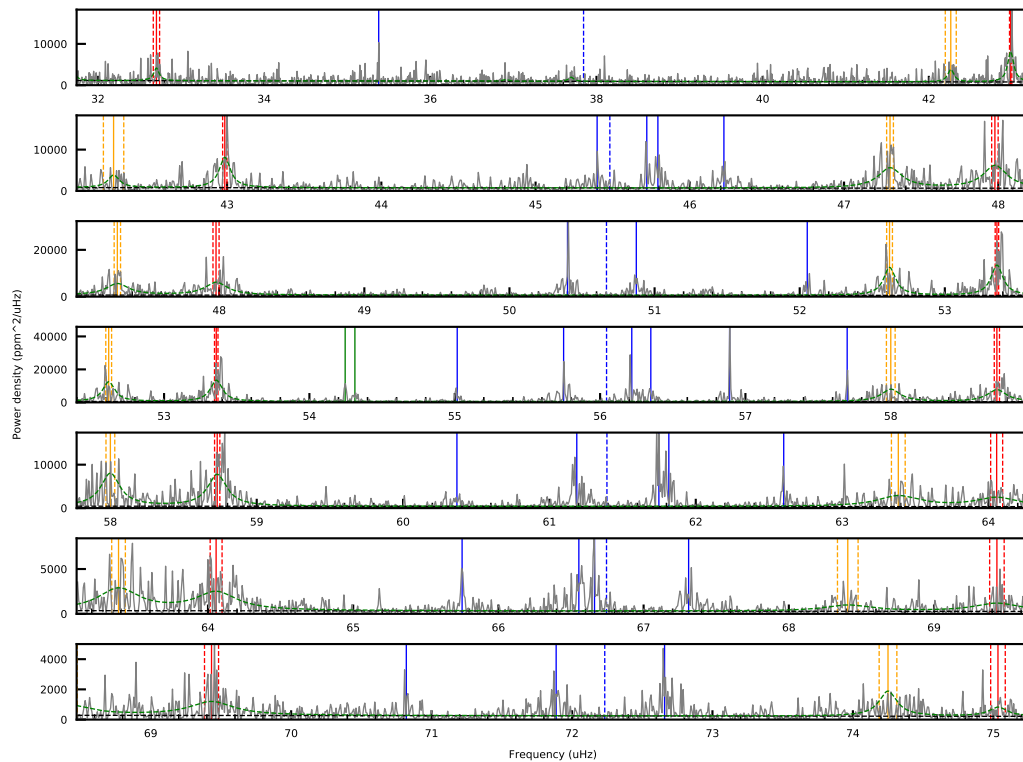 10000
0
32 34 36 38 40 42
10000
0
43 44 45 46 47 48
20000
0
48 49 50 51 52 53
Power density (ppm^2/uHz)
40000
20000
0
53 54 55 56 57 58
10000
0
58 59 60 61 62 63 64
5000
0
64 65 66 67 68 69
4000
2000
0
69 70 71 72 73 74 75
Frequency (uHz)